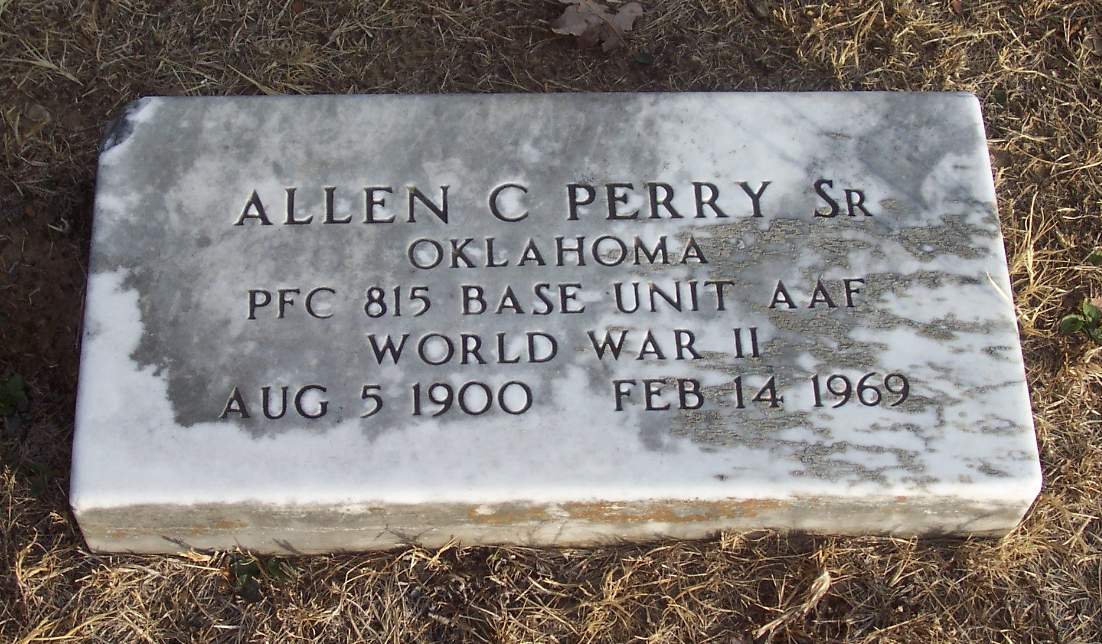 ALLEN C PERRY SR
OKLAHOMA
PFC 815 BASE UNIT AAF
WORLD WAR II
AUG 5 1900 FEB 14 1969